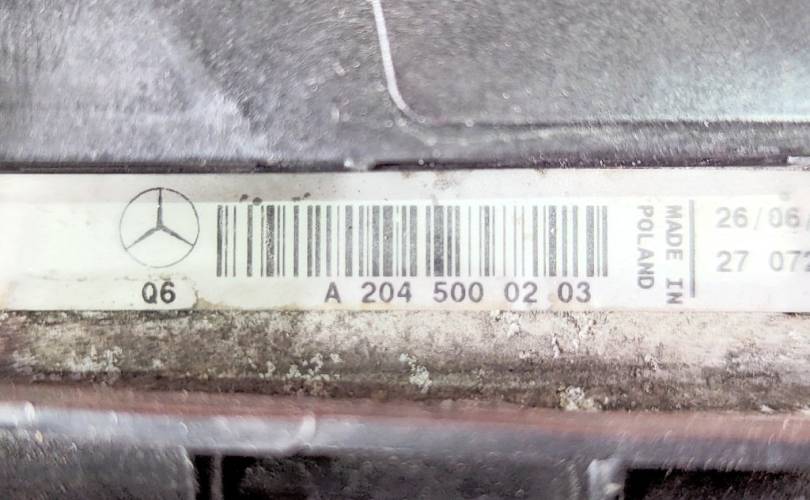 Q6
A 204 500 02 03
MADE IN
POLAND
26/06/
27 072